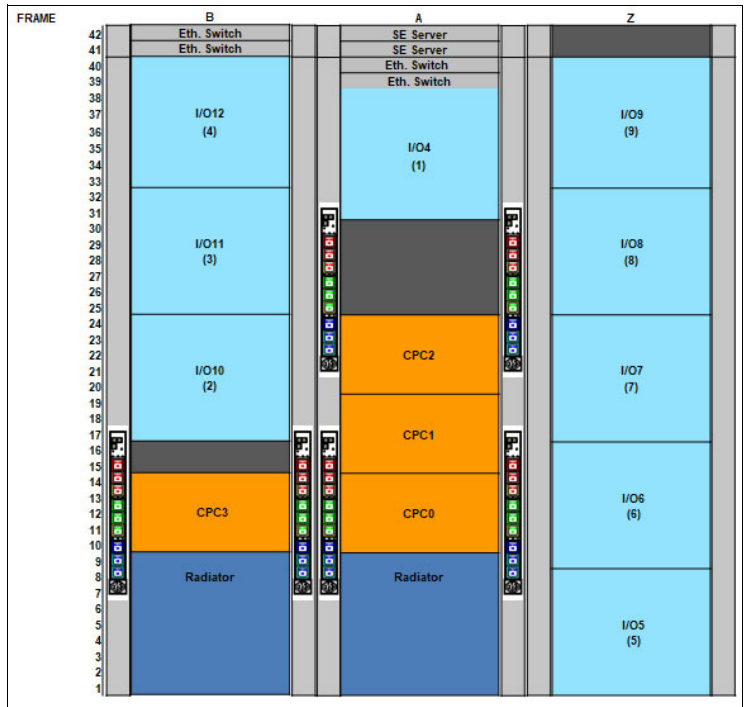 FRAME B A Z
42 Eth. Switch SE Server
41 Eth. Switch SE Server
40 Eth. Switch
39 Eth. Switch
38
37 I/O12 I/O9
36 (4) (9)
35 I/O4
34 (1)
33
32
31
30
29 I/O11 I/O8
28 (3) (8)
27
26
25
24
23
22 CPC2
21 I/O10 I/O7
20 (2) (7)
19
18
17 CPC1
16
15
14
13 I/O6
12 CPC3 CPC0 (6)
11
10
9
8 Radiator Radiator
7
6
5 I/O5
4 (5)
3
2
1